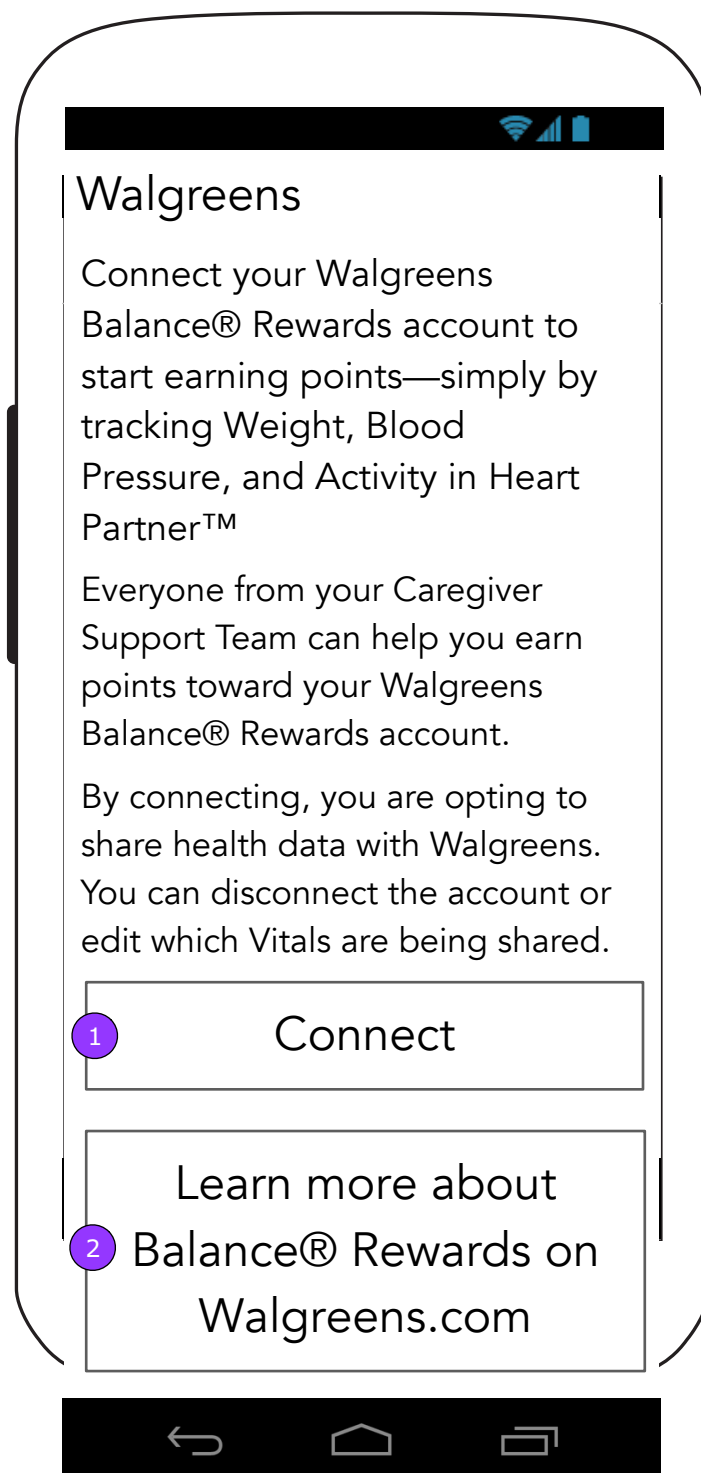 Walgreens
Connect your Walgreens
Balance® Rewards account to
start earning points—simply by
tracking Weight, Blood
Pressure, and Activity in Heart
Partner™
Everyone from your Caregiver
Support Team can help you earn
points toward your Walgreens
Balance® Rewards account.
By connecting, you are opting to
share health data with Walgreens.
You can disconnect the account or
edit which Vitals are being shared.
1 Connect
Learn more about
2 Balance® Rewards on
Walgreens.com